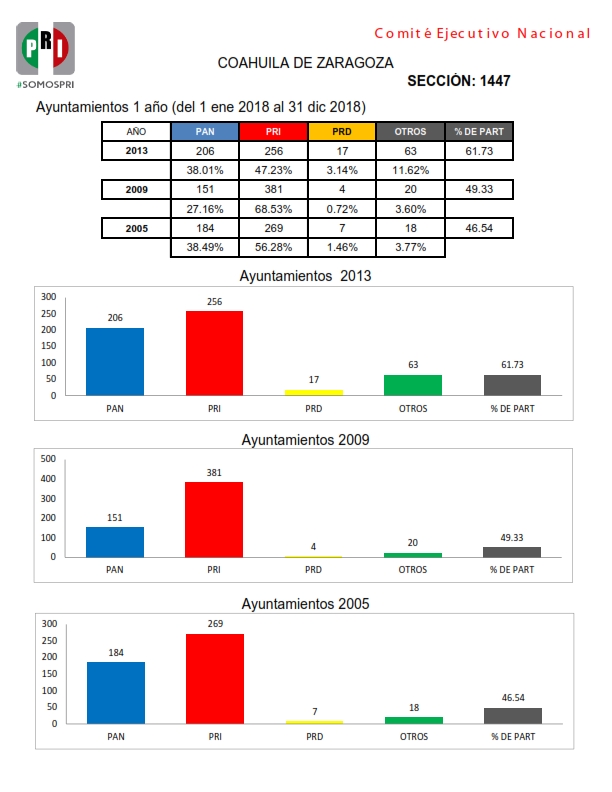 PRI
#SOMOSPRI
Comité Ejecutivo Nacional
COAHUILA DE ZARAGOZA
SECCIÓN: 1447
Ayuntamientos 1 año (del 1 ene 2018 al 31 dic 2018)
AÑO PAN PRI PRD OTROS % DE PART
2013 206 256 17 63 61.73
38.01% 47.23% 3.14% 11.62%
2009 151 381 4 20 49.33
27.16% 68.53% 0.72% 3.60%
2005 184 269 7 18 46.54
38.49% 56.28% 1.46% 3.77%
Ayuntamientos 2013
300
250
200
150
100
50
0
206 256 17 63 61.73
PAN PRI PRD OTROS % DE PART
Ayuntamientos 2009
500
400
300
200
100
0
151 381 4 20 49.33
PAN PRI PRD OTROS % DE PART
Ayuntamientos 2005
300
250
200
150
100
50
0
184 269 7 18 46.54
PAN PRI PRD OTROS % DE PART